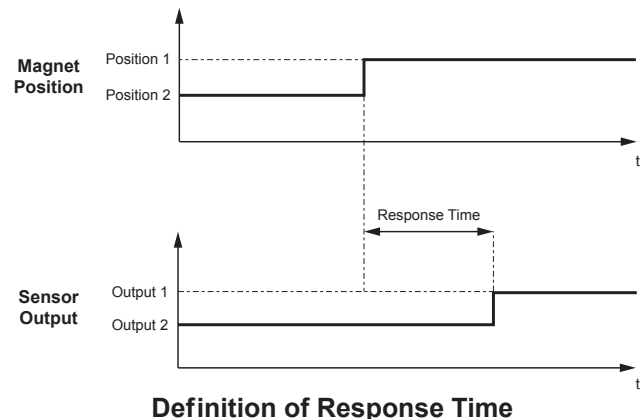 Magnet
Position
Position 1
Position 2
t
Response Time
Sensor
Output
Output 1
Output 2
t
Definition of Response Time